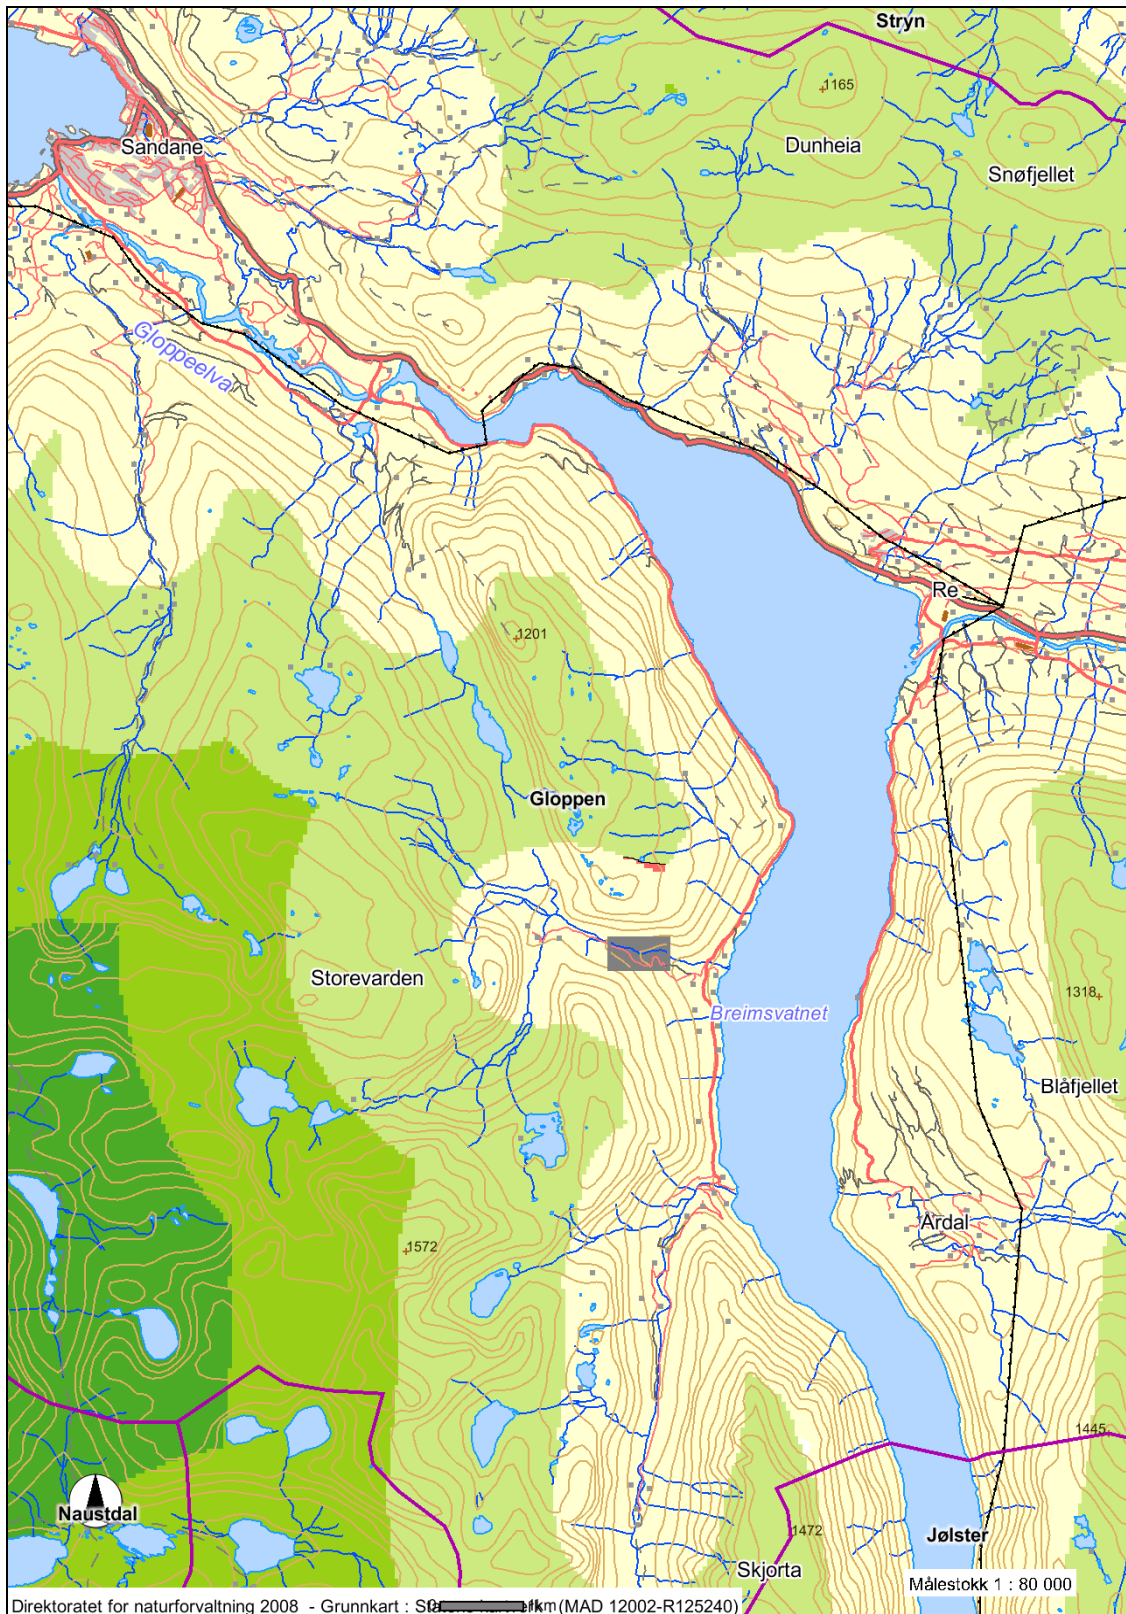 Stryn
1165
Sandane
Dunheia
Snøfjellet
Gloppeelva
Re
1201
Gloppen
Storevarden
1318
Breimsvatnet
Blåfjellet
Årdal
1572
1445
Naustdal
1472
Jølster
Skjorta
Målestokk 1 : 80 000
Direktoratet for naturforvaltning 2008 - Grunnkart : (MAD 12002-R125240)